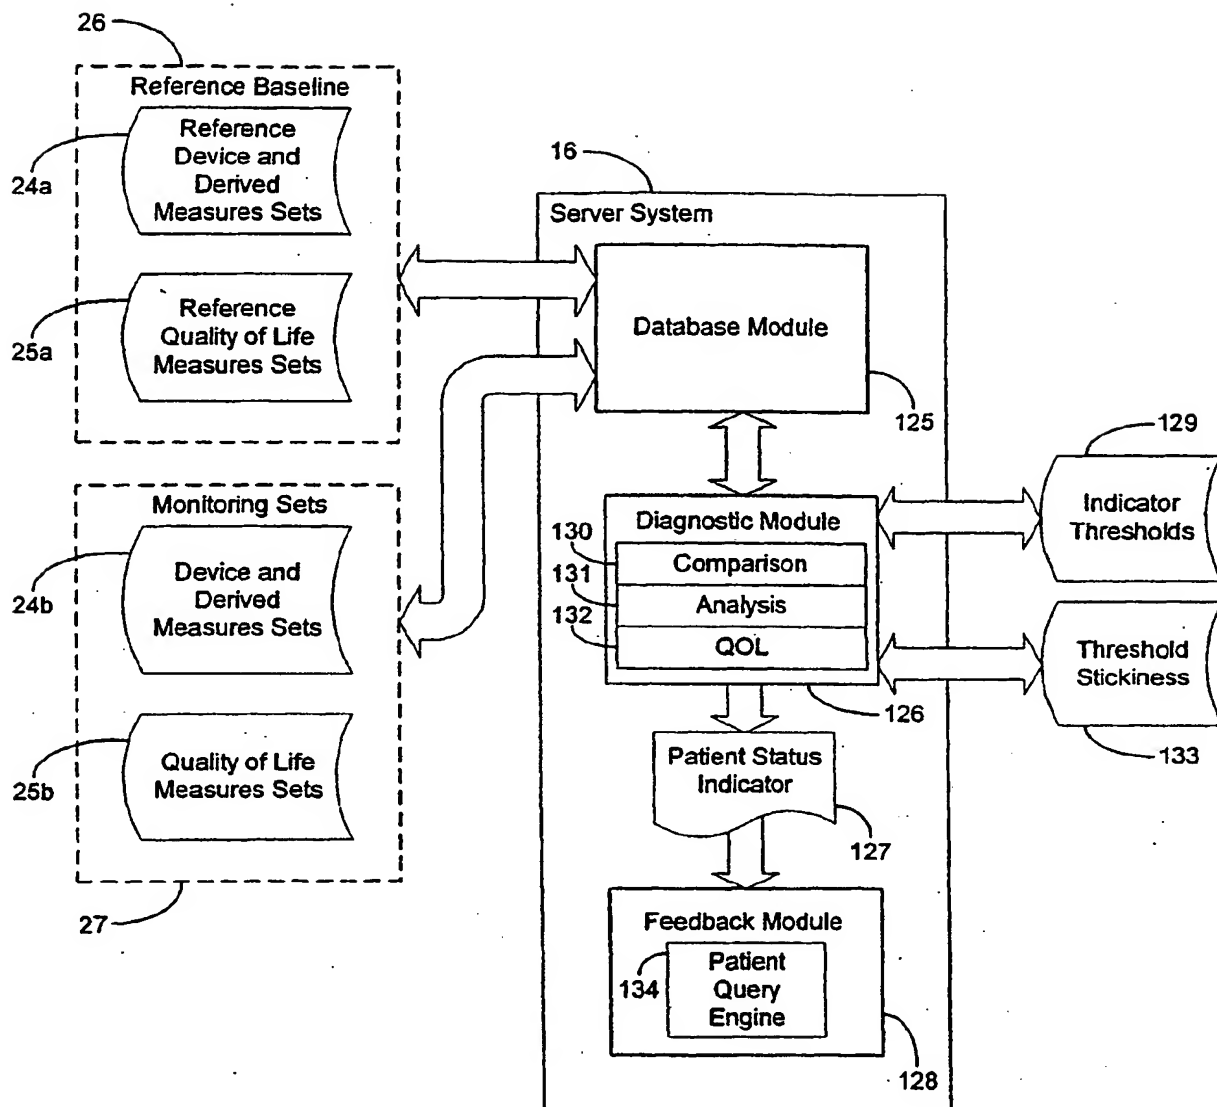 26
Reference Baseline
Reference
Device and
Derived
Measures Sets
24a
Reference
Quality of Life
Measures Sets
25a
Monitoring Sets
Device and
Derived
Measures Sets
24b
Quality of Life
Measures Sets
25b
27
16
Server System
Database Module
125
Diagnostic Module
130
Comparison
131
Analysis
132
QOL
126
129
Indicator
Thresholds
Threshold
Stickiness
133
Patient Status
Indicator
127
Feedback Module
134
Patient
Query
Engine
128